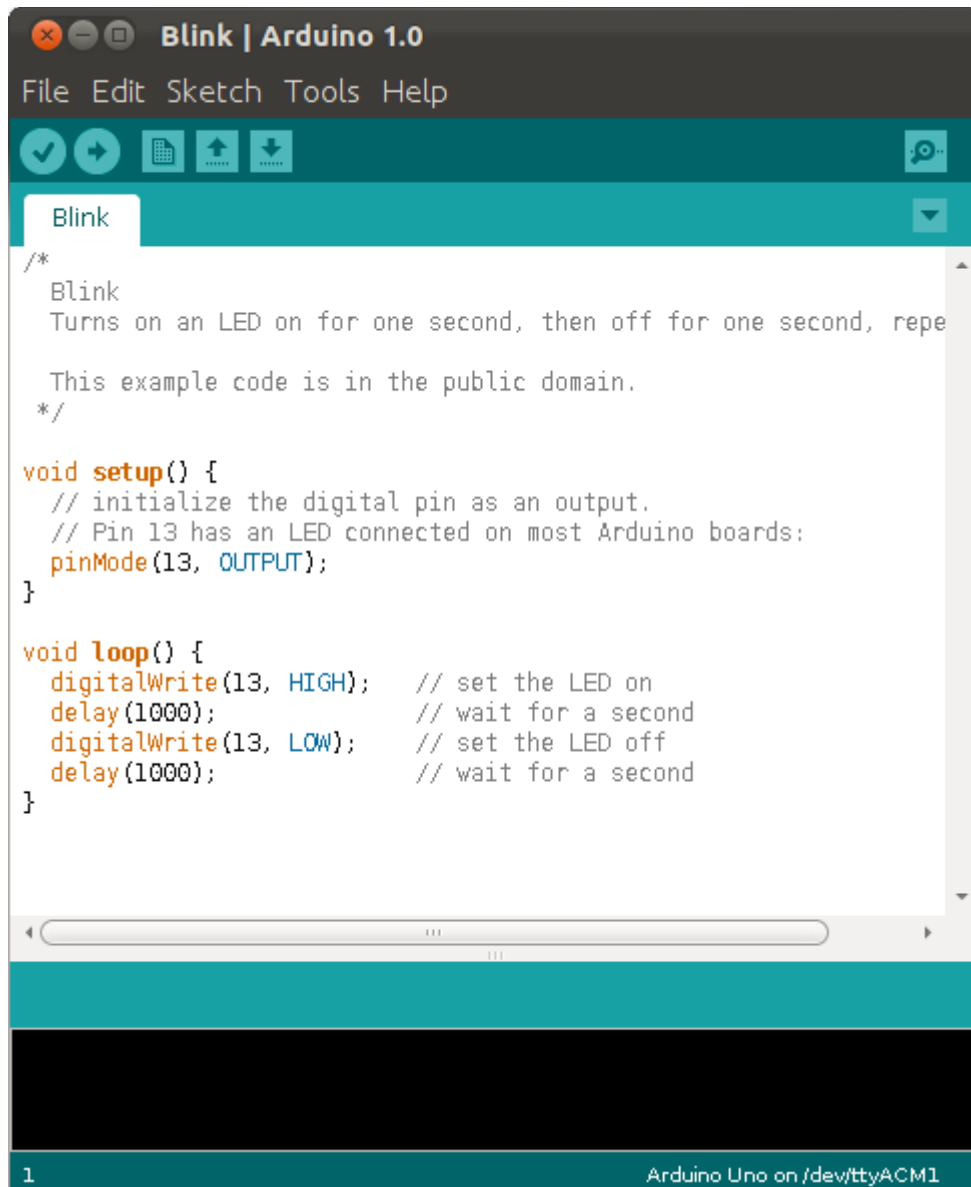 Blink | Arduino 1.0
File Edit Sketch Tools Help
Blink
/*
  Blink
  Turns on an LED on for one second, then off for one second, repe

  This example code is in the public domain.
 */

void setup() {
  // initialize the digital pin as an output.
  // Pin 13 has an LED connected on most Arduino boards:
  pinMode(13, OUTPUT);
}

void loop() {
  digitalWrite(13, HIGH);   // set the LED on
  delay(1000);              // wait for a second
  digitalWrite(13, LOW);    // set the LED off
  delay(1000);              // wait for a second
}
1 Arduino Uno on /dev/ttyACM1